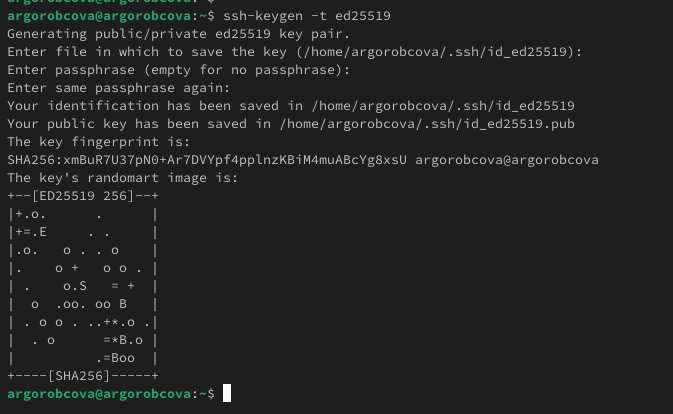 argorobcova@argorobcova:~$ ssh-keygen -t ed25519
Generating public/private ed25519 key pair.
Enter file in which to save the key (/home/argorobcova/.ssh/id_ed25519):
Enter passphrase (empty for no passphrase):
Enter same passphrase again:
Your identification has been saved in /home/argorobcova/.ssh/id_ed25519
Your public key has been saved in /home/argorobcova/.ssh/id_ed25519.pub
The key fingerprint is:
SHA256:xmBuR7U37pN0+Ar7DVYpf4pplnzKBiM4muABcYg8xsU argorobcova@argorobcova
The key's randomart image is:
+--[ED25519 256]--+
|+.o.      .      |
|+=.E     . .     |
|.o.   o . . o    |
|.    o +   o o . |
| .    o.S   = +  |
|  o  .oo. oo B   |
| . o o . ..+*.o .|
|  . o      =*B.o |
|          .=Boo  |
+----[SHA256]-----+
argorobcova@argorobcova:~$